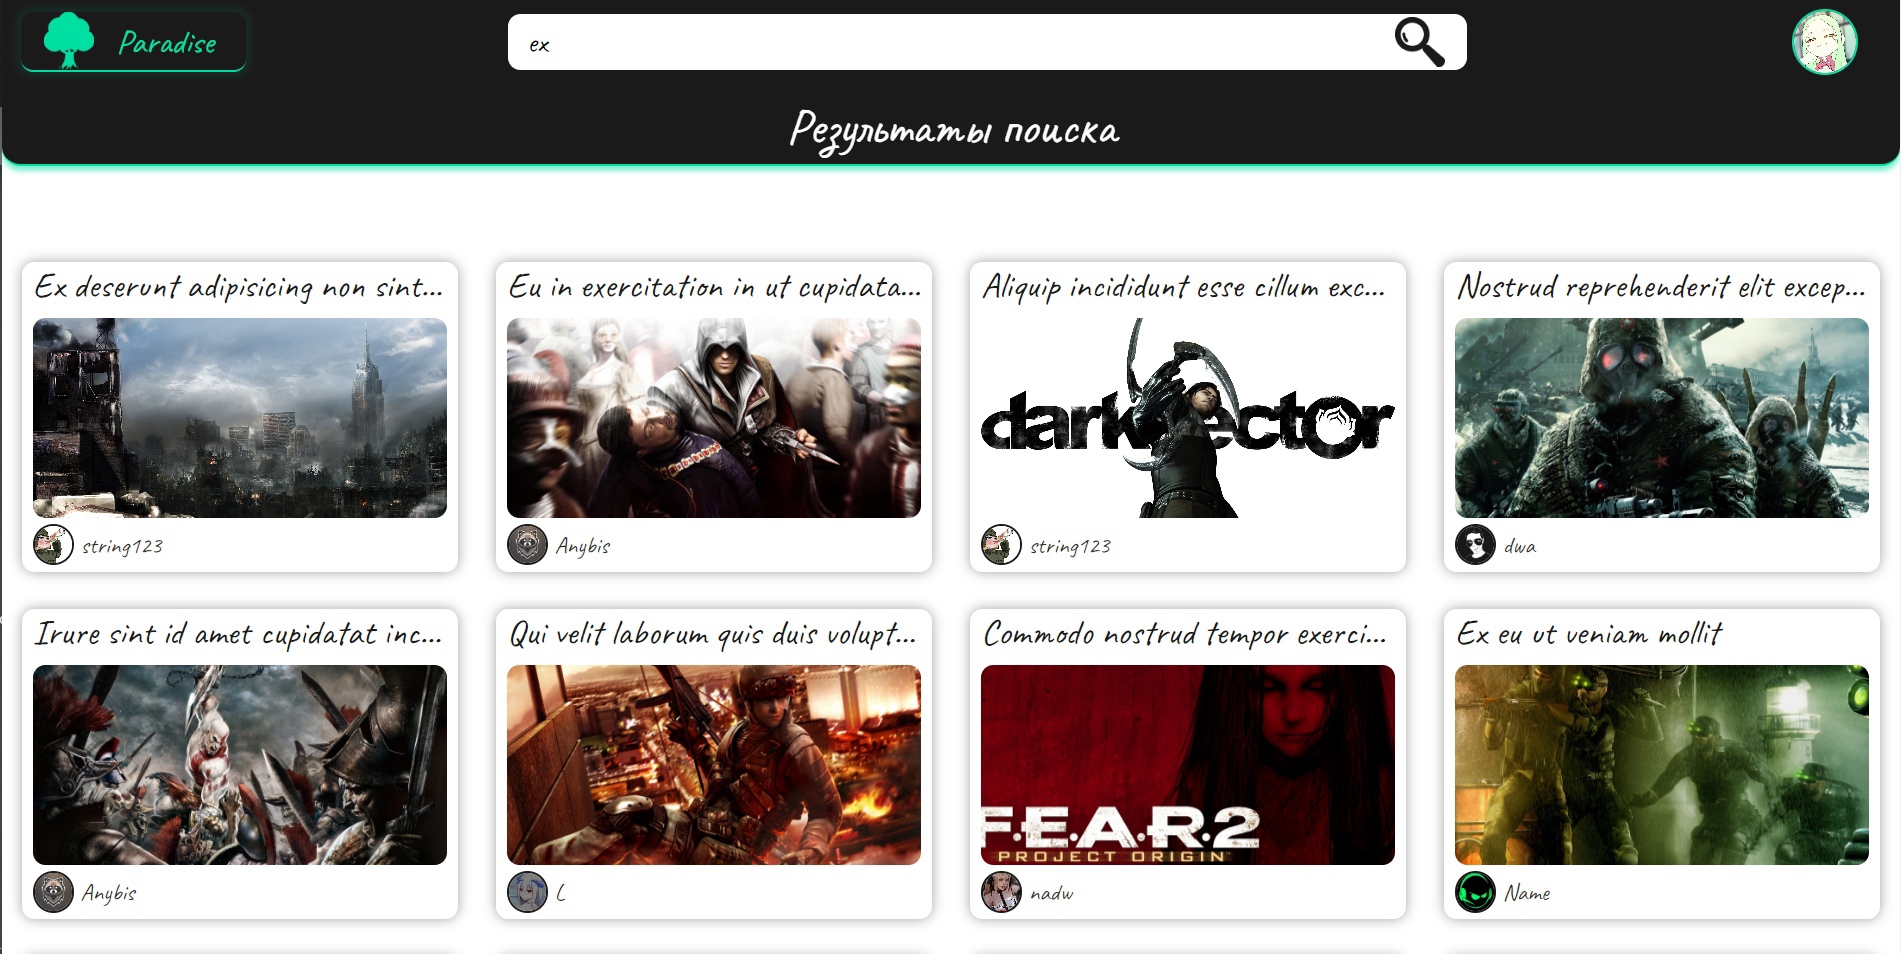 Paradise
ex
Результаты поиска
Ex deserunt adipisicing non sint...
Eu in exercitation in ut cupidata...
Aliquip incididunt esse cillum exc...
Nostrud reprehenderit elit excep...
darksector
string123
Anybis
string123
dwa
Irure sint id amet cupidatat inc...
Qui velit laborum quis duis volupt...
Commodo nostrud tempor exerci...
Ex eu ut veniam mollit
F.E.A.R.2
PROJECT ORIGIN
Anybis
L
nadw
Name